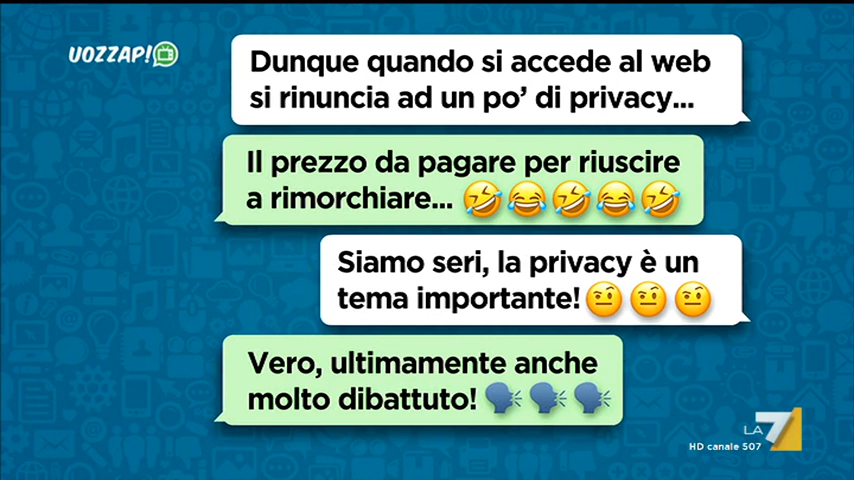 UOZZAP!
Dunque quando si accede al web
si rinuncia ad un po’ di privacy...
Il prezzo da pagare per riuscire
a rimorchiare... 🤣😂🤣😂🤣
Siamo seri, la privacy è un
tema importante! 🤨🤨🤨
Vero, ultimamente anche
molto dibattuto! 🗣️🗣️🗣️
LA7
HD canale 507